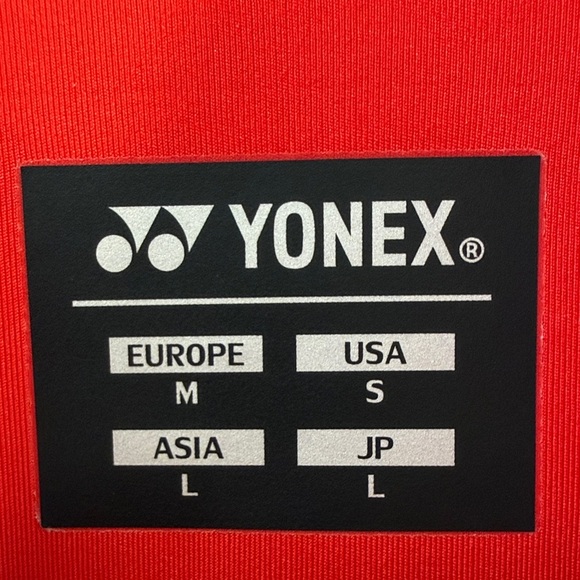 YONEX®
EUROPE USA
M S
ASIA JP
L L